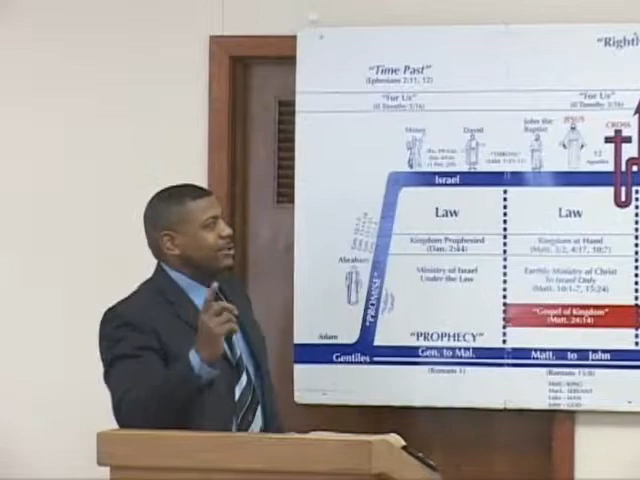 "Rightl
"Time Past"
(Ephesians 2:11, 12)
"For Us"
(II Timothy 3:16)
"For Us"
(II Timothy 3:16)
Moses
David
John the
Baptist
JESUS
CROSS
12
Apostles
Israel
Law
Law
Kingdom Prophesied
(Dan. 2:44)
Kingdom at Hand
(Matt. 3:2, 4:17, 10:7)
Abraham
"PROMISE"
Ministry of Israel
Under the Law
Earthly Ministry of Christ
To Israel Only
(Matt. 10:1-7, 15:24)
"Gospel of Kingdom"
(Matt. 24:14)
Adam
"PROPHECY"
Gentiles
Gen. to Mal.
Matt. to John
(Romans 1)
(Romans 15:8)
Matt - KING
Mark - SERVANT
Luke - MAN
John - GOD